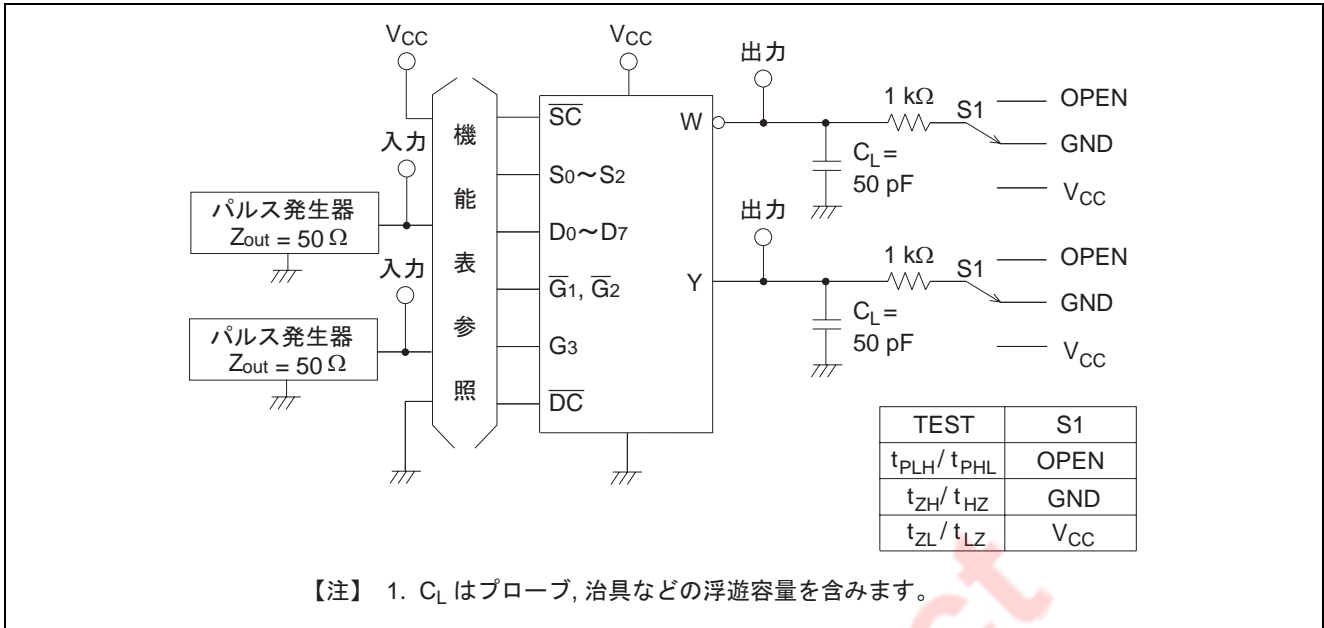 VCC
VCC
出力
入力
機能表参照
パルス発生器
Zout = 50 Ω
入力
パルス発生器
Zout = 50 Ω
S̅C̅
S0～S2
D0～D7
G̅1, G̅2
G3
D̅C̅
W
Y
1 kΩ
S1
OPEN
GND
VCC
CL =
50 pF
出力
1 kΩ
S1
OPEN
GND
VCC
CL =
50 pF
TEST S1
tPLH / tPHL OPEN
tZH / tHZ GND
tZL / tLZ VCC
【注】 1. CL はプローブ, 治具などの浮遊容量を含みます。